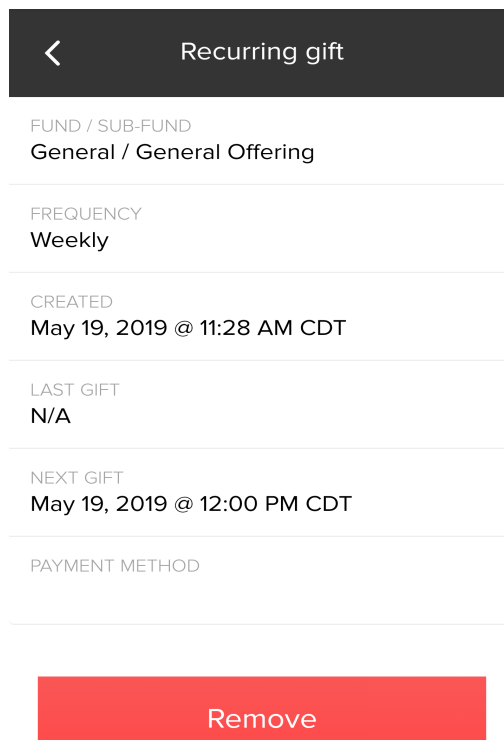 Recurring gift
FUND / SUB-FUND
General / General Offering
FREQUENCY
Weekly
CREATED
May 19, 2019 @ 11:28 AM CDT
LAST GIFT
N/A
NEXT GIFT
May 19, 2019 @ 12:00 PM CDT
PAYMENT METHOD
Remove